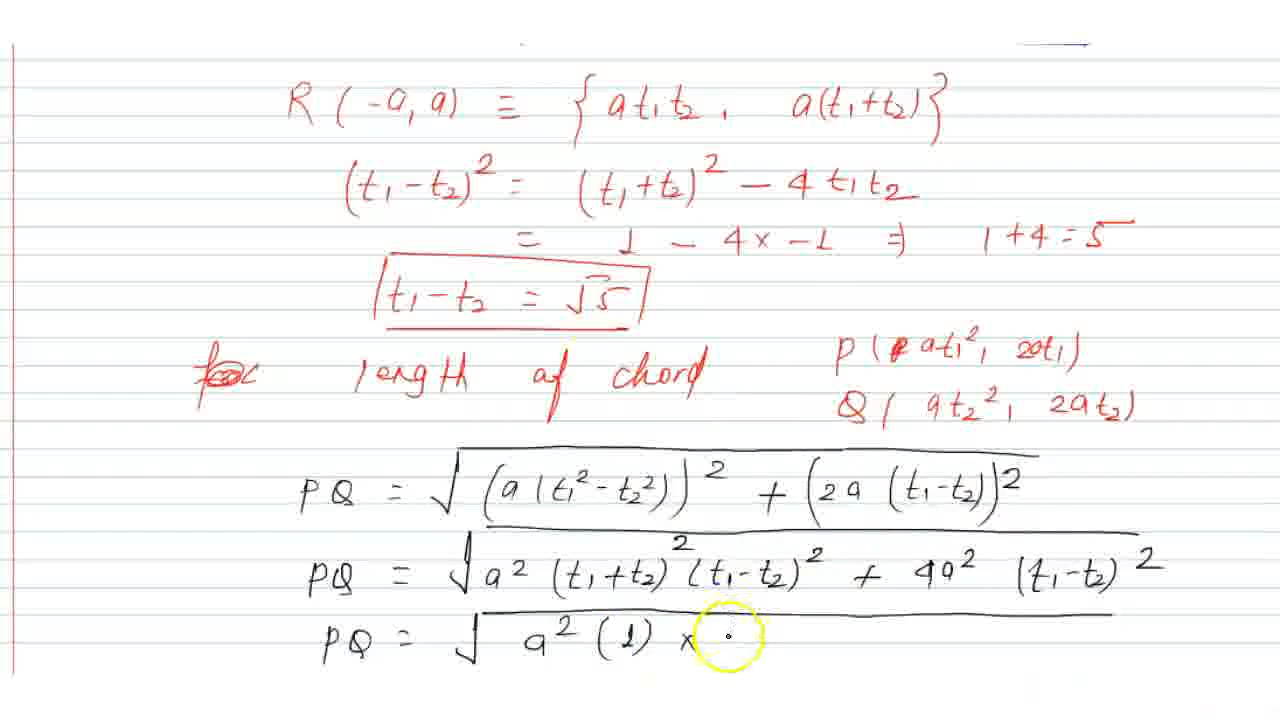 R (-a, a) ≡ { at₁t₂ , a(t₁+t₂)}
(t₁-t₂)² = (t₁+t₂)² - 4 t₁t₂
= 1 - 4 x -1 ⇒ 1+4=5
t₁-t₂ = √5
length of chord
P ( at₁², 2at₁)
Q ( at₂², 2at₂)
PQ = √(a(t₁²-t₂²))² + (2a (t₁-t₂))²
PQ = √a² (t₁+t₂)² (t₁-t₂)² + 4a² (t₁-t₂)²
PQ = √a² (1) x